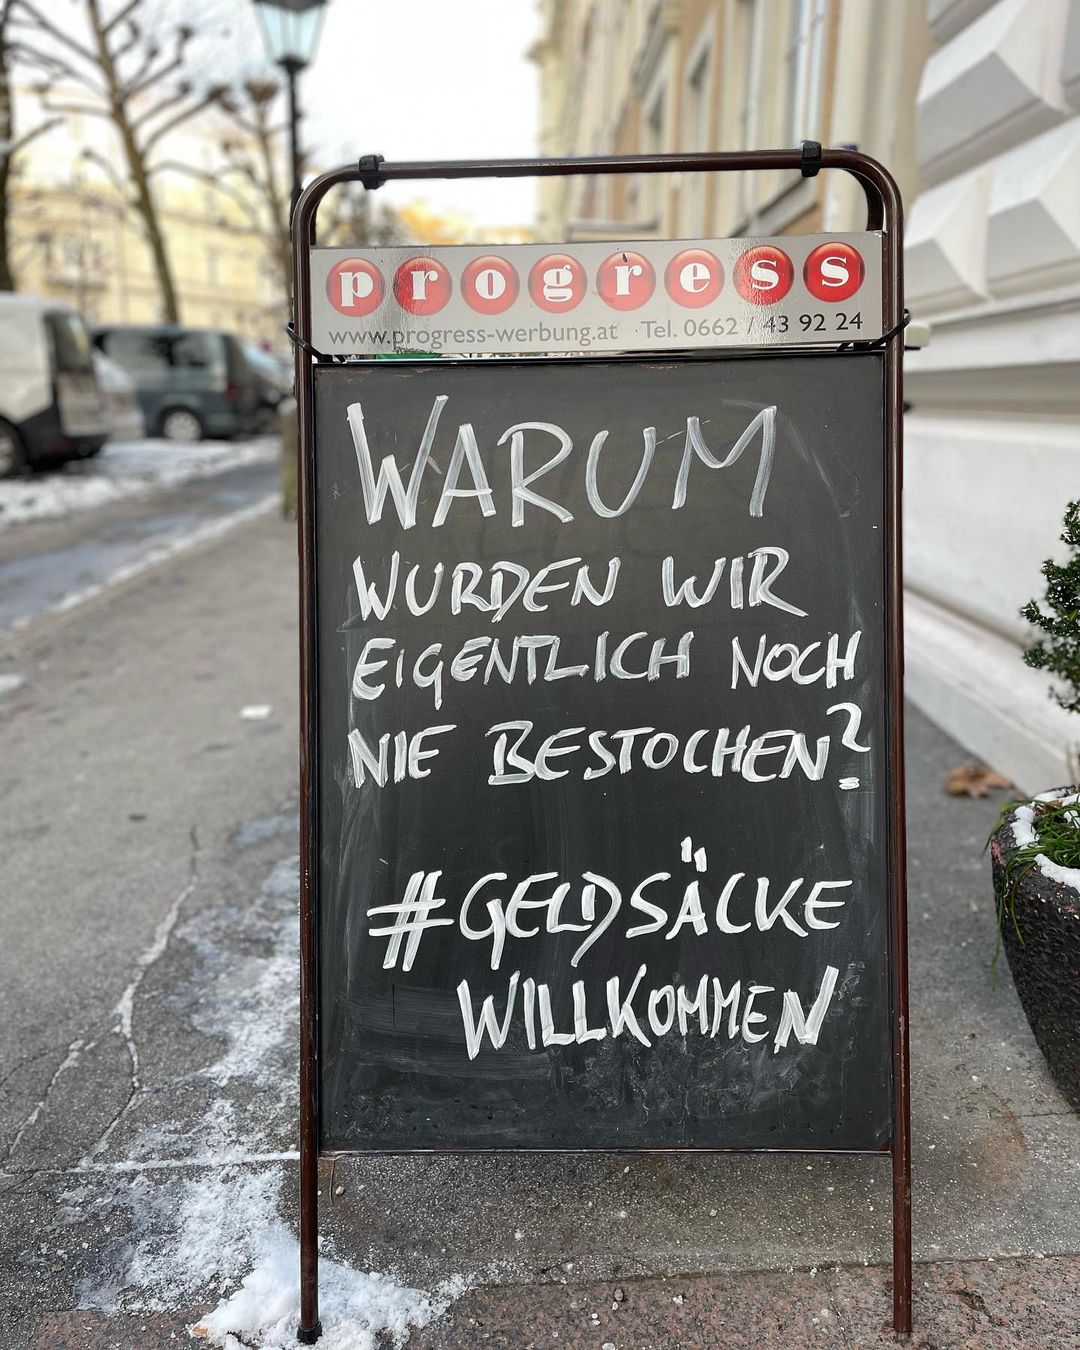 progress
www.progress-werbung.at Tel. 0662 / 43 92 24
WARUM
WURDEN WIR
EIGENTLICH NOCH
NIE BESTOCHEN?
#GELDSÄCKE
WILLKOMMEN